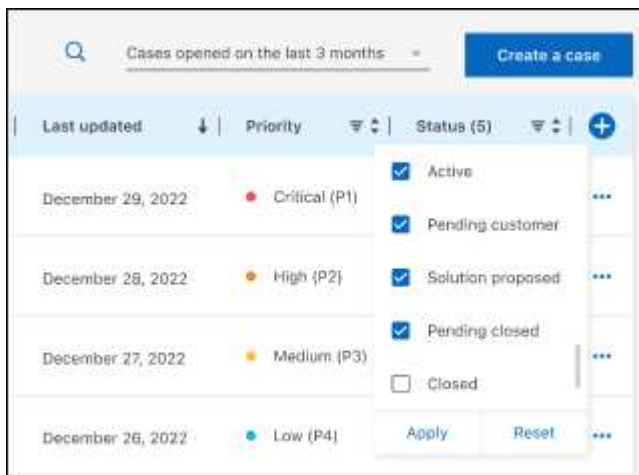 Cases opened on the last 3 months
Create a case
Last updated
Priority
Status (5)
Active
December 29, 2022
Critical (P1)
Pending customer
December 28, 2022
High (P2)
Solution proposed
Pending closed
December 27, 2022
Medium (P3)
Closed
December 26, 2022
Low (P4)
Apply
Reset